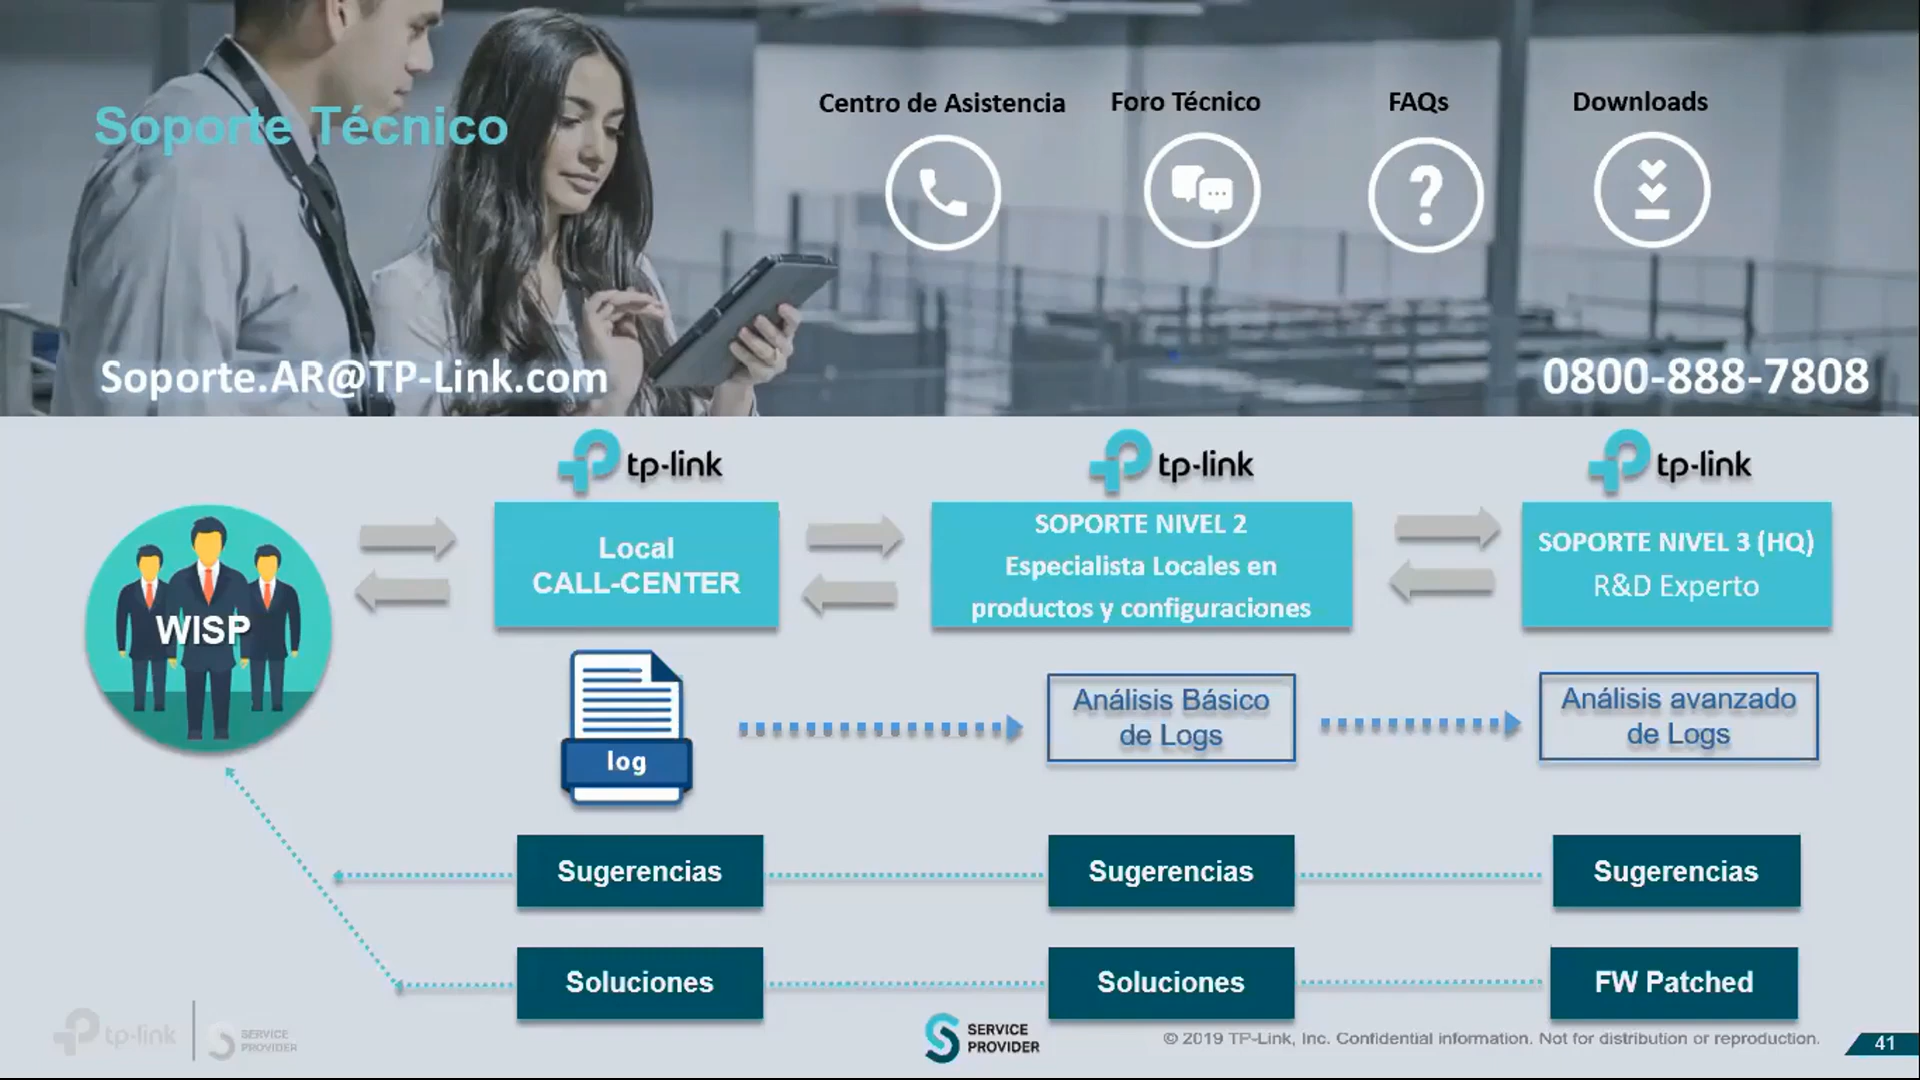 Soporte Técnico
Centro de Asistencia
Foro Técnico
FAQs
Downloads
Soporte.AR@TP-Link.com
0800-888-7808
tp-link
tp-link
tp-link
WISP
Local
CALL-CENTER
SOPORTE NIVEL 2
Especialista Locales en
productos y configuraciones
SOPORTE NIVEL 3 (HQ)
R&D Experto
log
Análisis Básico
de Logs
Análisis avanzado
de Logs
Sugerencias
Sugerencias
Sugerencias
Soluciones
Soluciones
FW Patched
tp-link
SERVICE
PROVIDER
SERVICE
PROVIDER
© 2019 TP-Link, Inc. Confidential information. Not for distribution or reproduction.
41